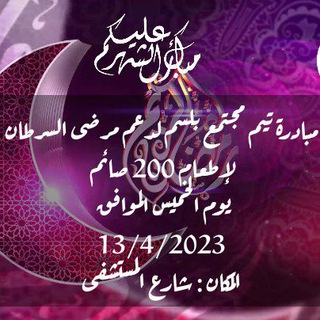 مبارك عليكم الشهر
مبادرة تيم مجتمع بلسم لدعم مرضى السرطان
لإطعام 200 صائم
يوم الخميس الموافق
13/4/2023
المكان : شارع المستشفى